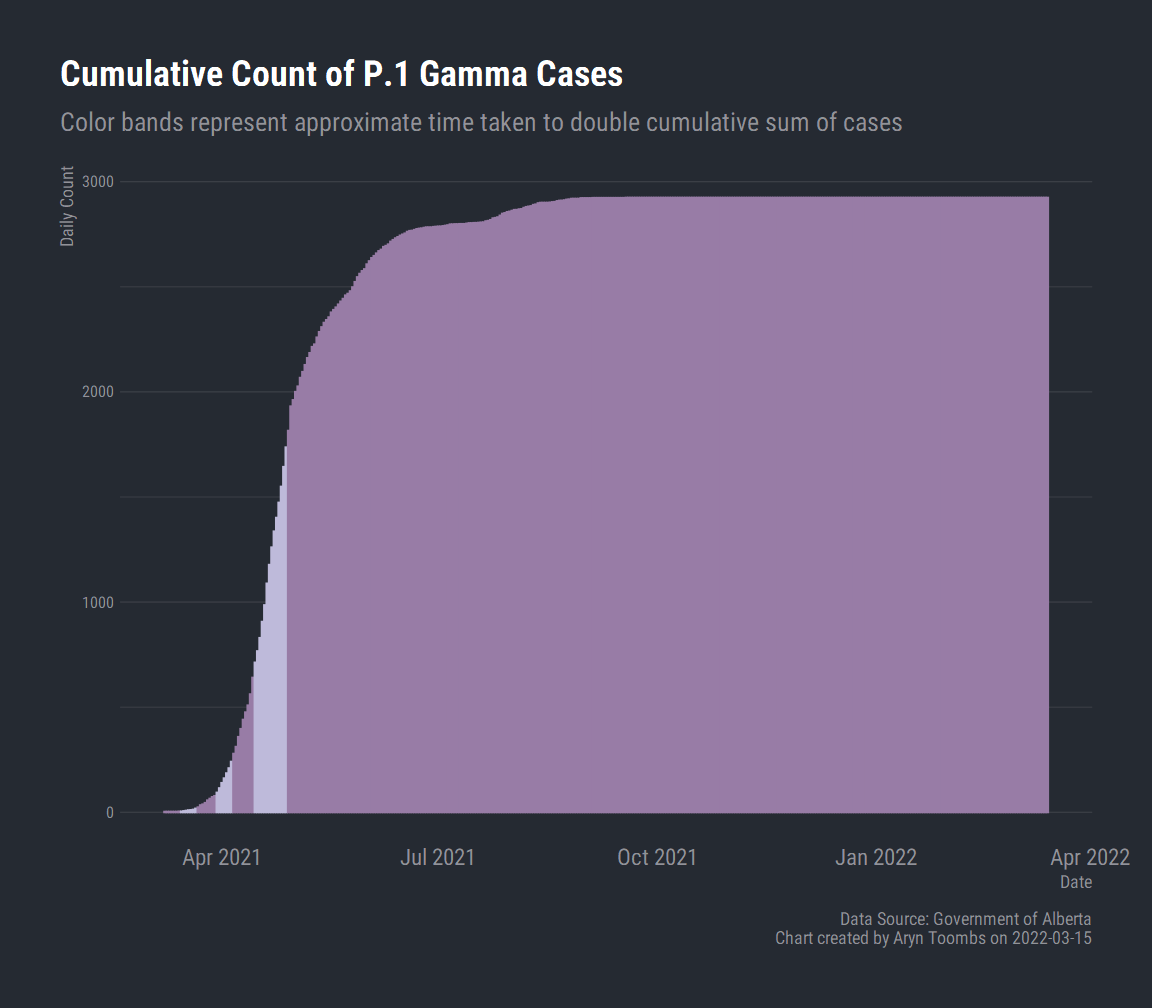 Cumulative Count of P.1 Gamma Cases
Color bands represent approximate time taken to double cumulative sum of cases
Daily Count
3000
2000
1000
0
Apr 2021
Jul 2021
Oct 2021
Jan 2022
Apr 2022
Date
Data Source: Government of Alberta
Chart created by Aryn Toombs on 2022-03-15